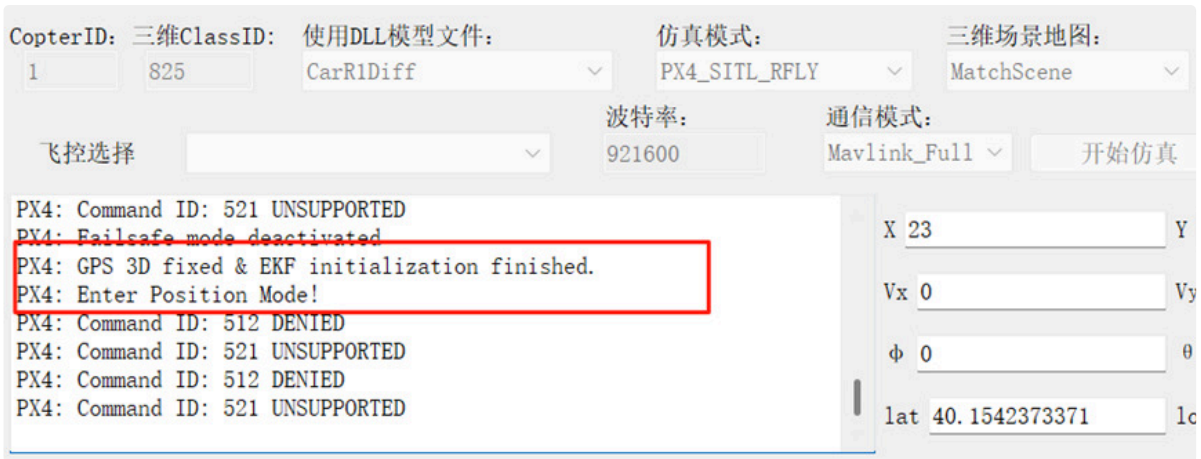 CopterID: 三维ClassID: 使用DLL模型文件: 仿真模式: 三维场景地图:
1 825 CarR1Diff PX4_SITL_RFLY MatchScene
波特率: 通信模式:
飞控选择 921600 Mavlink_Full 开始仿真
PX4: Command ID: 521 UNSUPPORTED
PX4: Failsafe mode deactivated
PX4: GPS 3D fixed & EKF initialization finished.
PX4: Enter Position Mode!
PX4: Command ID: 512 DENIED
PX4: Command ID: 521 UNSUPPORTED
PX4: Command ID: 512 DENIED
PX4: Command ID: 521 UNSUPPORTED
X 23 Y
Vx 0 Vy
ϕ 0 θ
lat 40.1542373371 lo